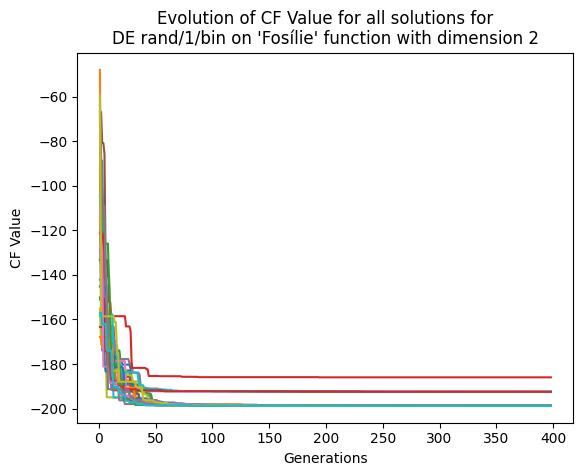 Evolution of CF Value for all solutions for
DE rand/1/bin on 'Fosílie' function with dimension 2
CF Value
−60
−80
−100
−120
−140
−160
−180
−200
0 50 100 150 200 250 300 350 400
Generations